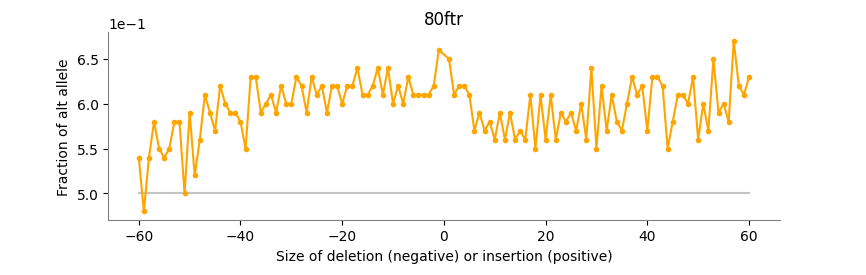 80ftr
1e−1
6.5
6.0
5.5
5.0
Fraction of alt allele
−60 −40 −20 0 20 40 60
Size of deletion (negative) or insertion (positive)